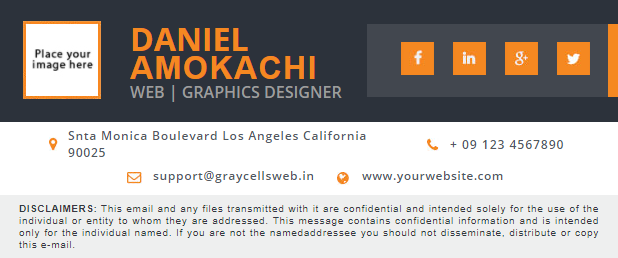 Place your
image here
DANIEL
AMOKACHI
WEB | GRAPHICS DESIGNER
f
in
g+
Snta Monica Boulevard Los Angeles California
90025
+ 09 123 4567890
support@graycellsweb.in
www.yourwebsite.com
DISCLAIMERS: This email and any files transmitted with it are confidential and intended solely for the use of the
individual or entity to whom they are addressed. This message contains confidential information and is intended
only for the individual named. If you are not the namedaddressee you should not disseminate, distribute or copy
this e-mail.